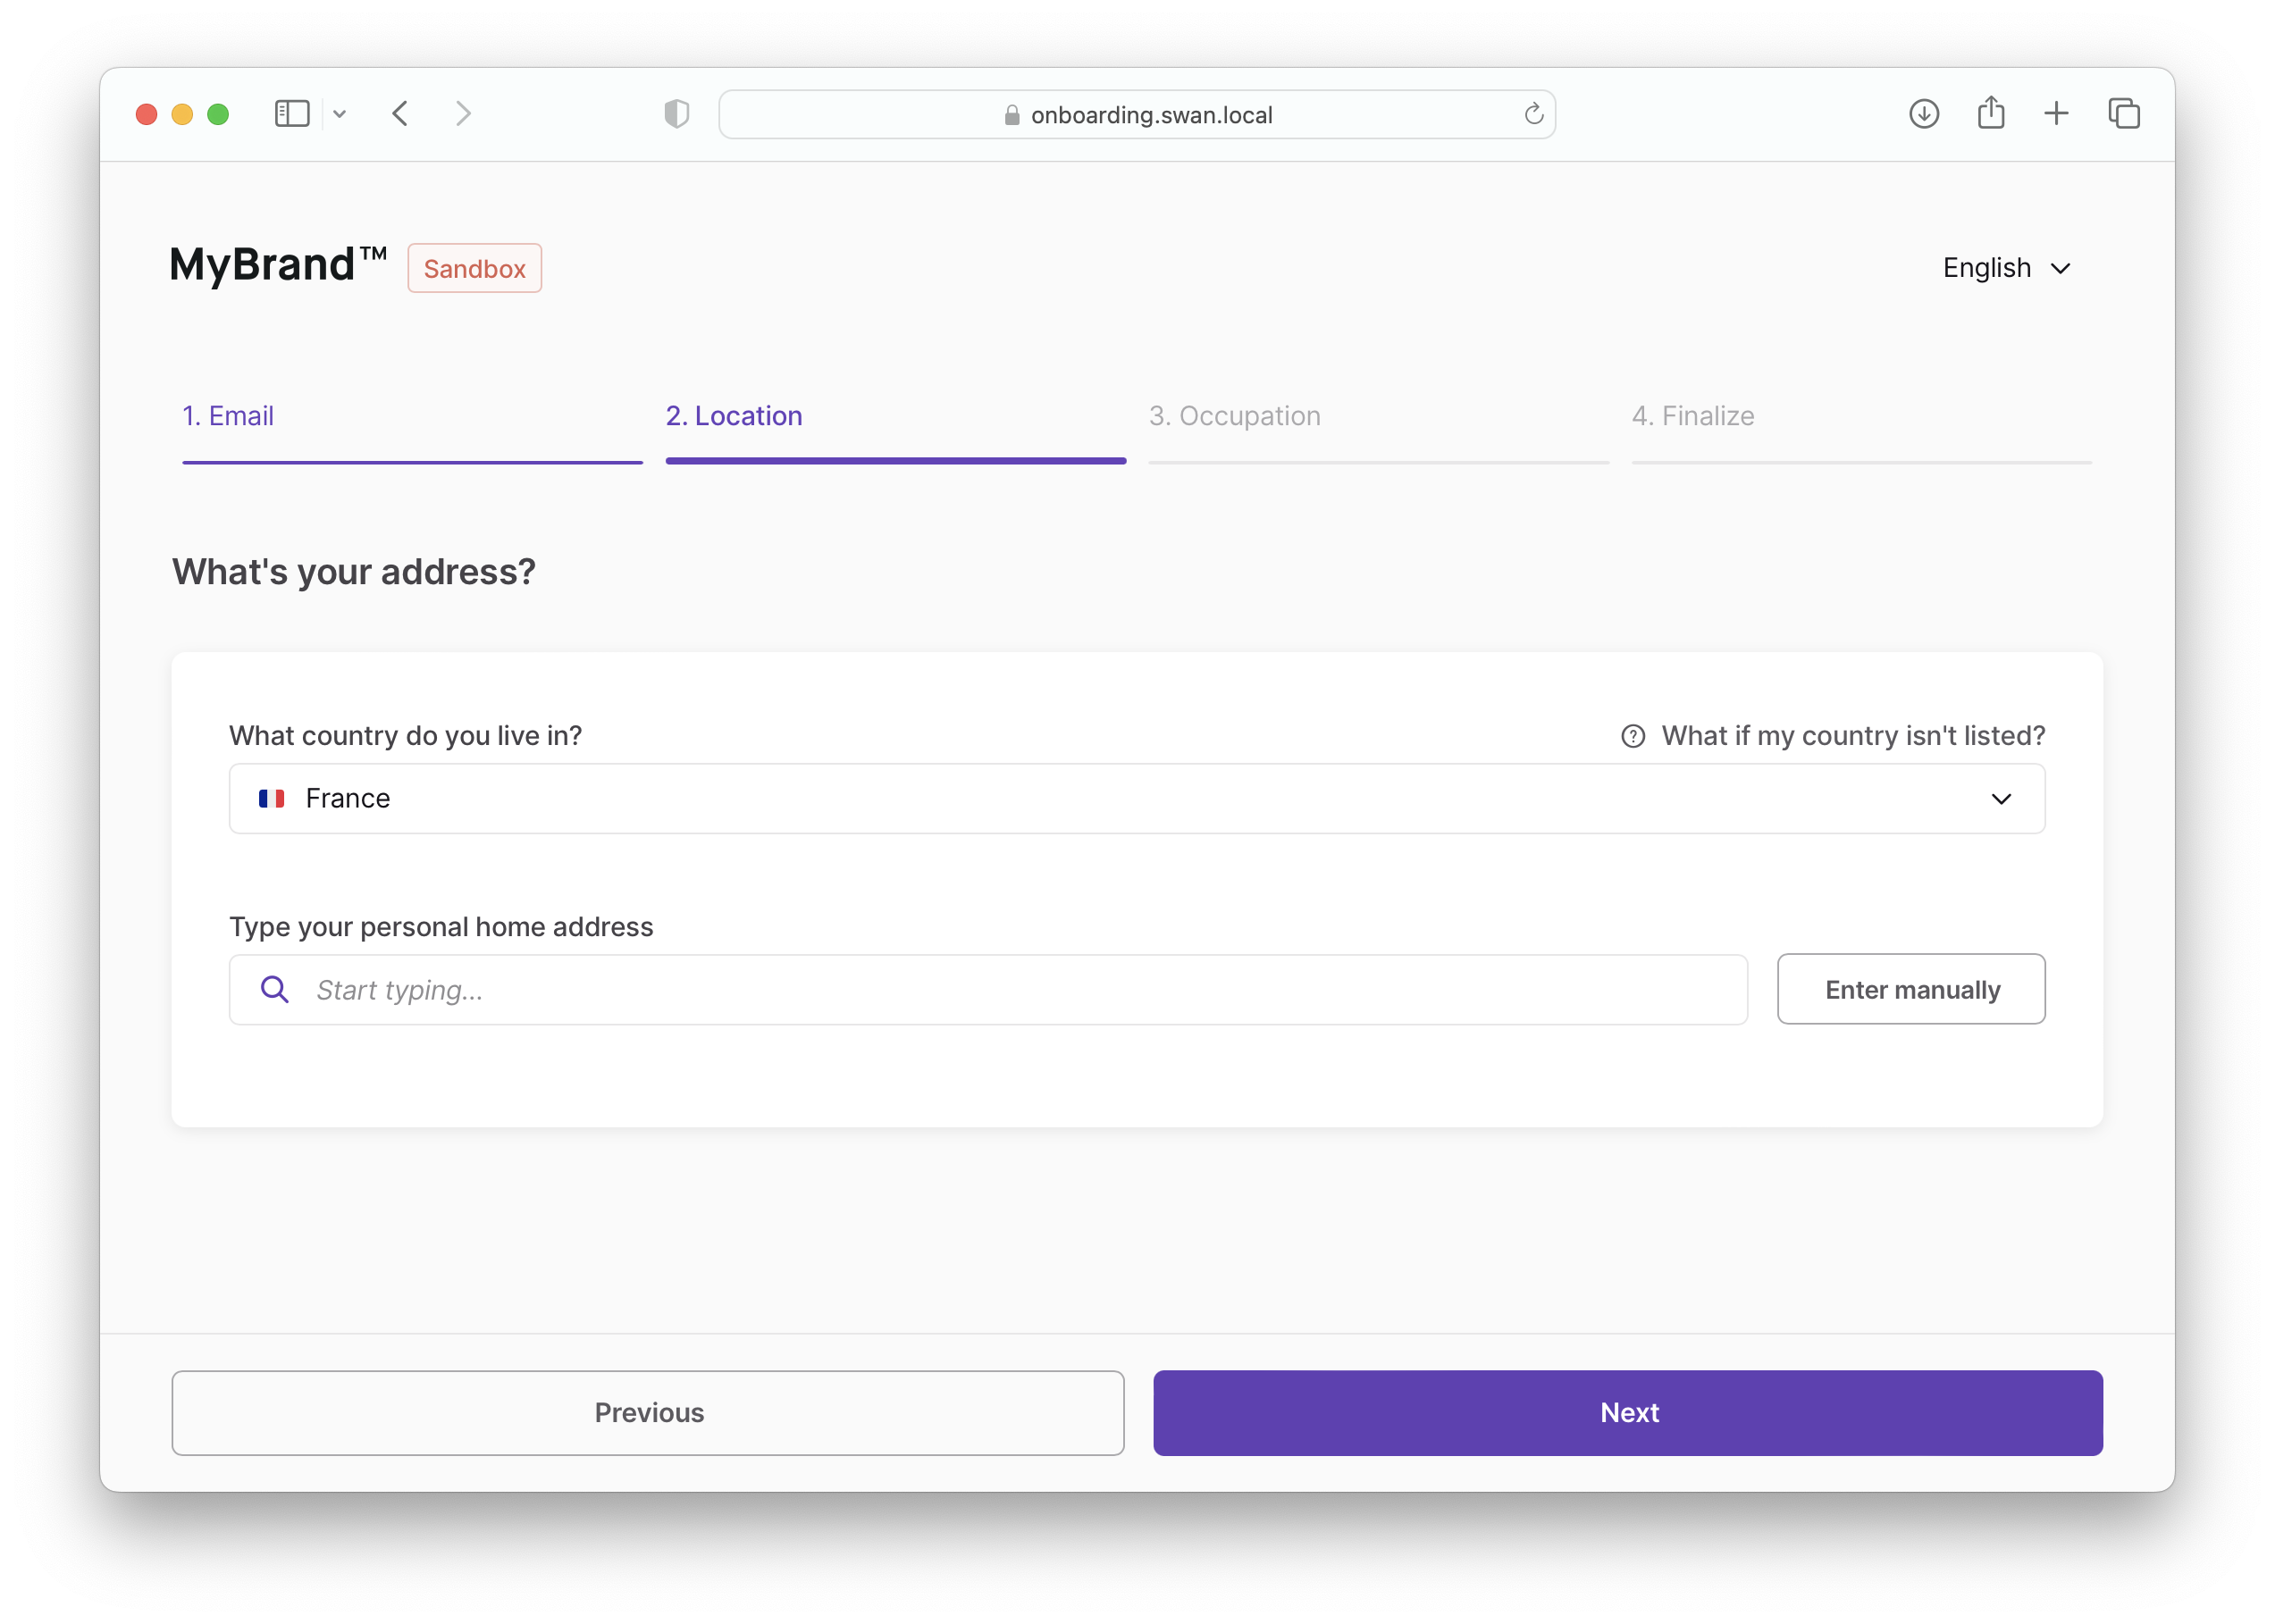 onboarding.swan.local
MyBrand™ Sandbox English
1. Email 2. Location 3. Occupation 4. Finalize
What's your address?
What country do you live in? What if my country isn't listed?
France
Type your personal home address
Start typing... Enter manually
Previous Next